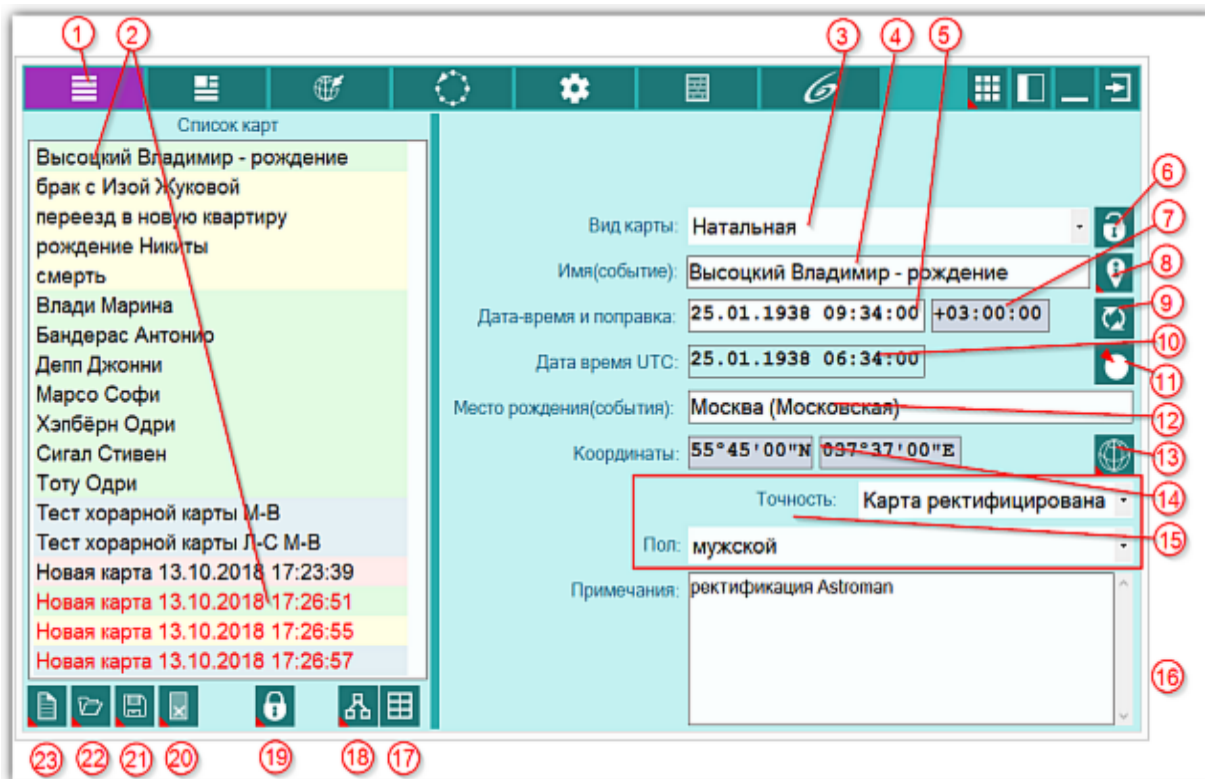 1 2 3 4 5
Список карт
Высоцкий Владимир - рождение
брак с Изой Жуковой
переезд в новую квартиру
рождение Никиты
смерть
Влади Марина
Бандерас Антонио
Депп Джонни
Марсо Софи
Хэпбёрн Одри
Сигал Стивен
Тоту Одри
Тест хорарной карты М-В
Тест хорарной карты Л-С М-В
Новая карта 13.10.2018 17:23:39
Новая карта 13.10.2018 17:26:51
Новая карта 13.10.2018 17:26:55
Новая карта 13.10.2018 17:26:57
Вид карты: Натальная
6
7
Имя(событие): Высоцкий Владимир - рождение
8
Дата-время и поправка: 25.01.1938 09:34:00 +03:00:00
9
10
Дата время UTC: 25.01.1938 06:34:00
11
Место рождения(события): Москва (Московская)
12
Координаты: 55°45'00"N 037°37'00"E
13
14
Точность: Карта ректифицирована
15
Пол: мужской
Примечания: ректификация Astroman
16
23 22 21 20 19 18 17